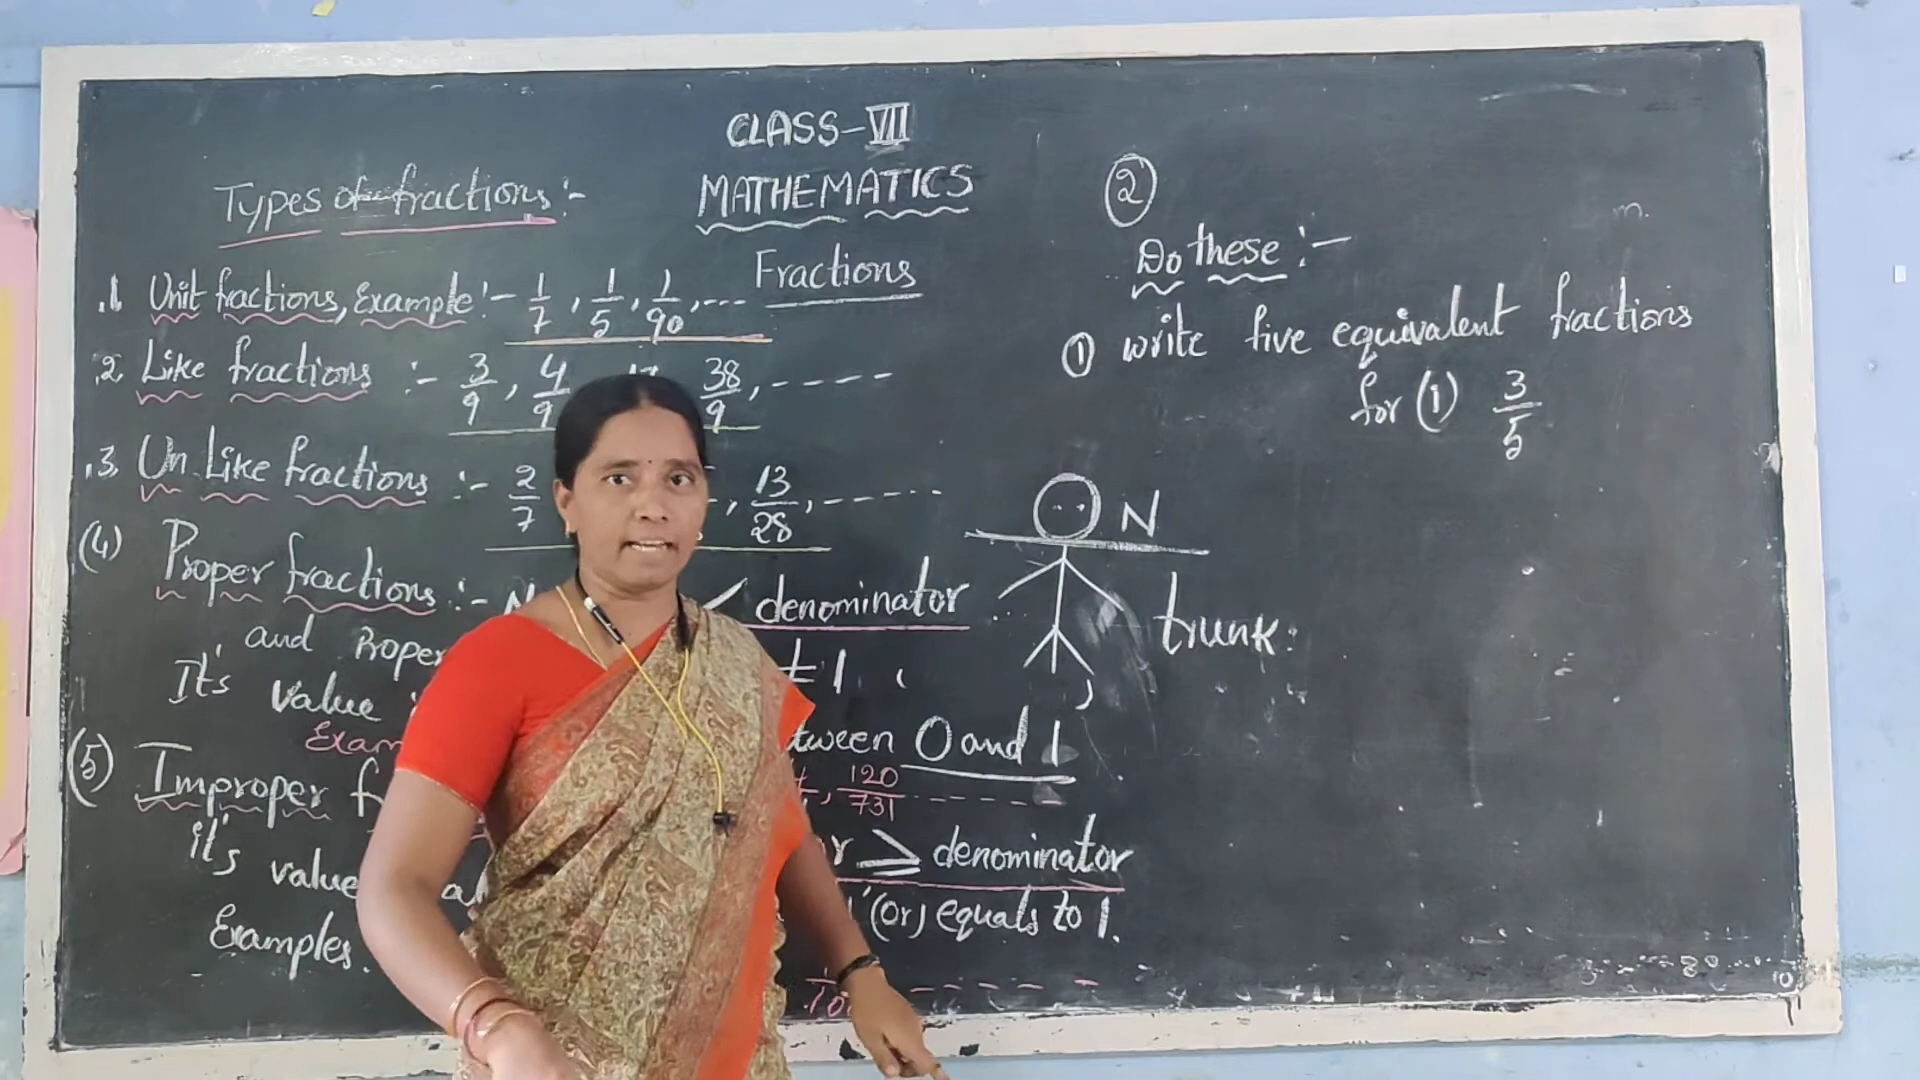 CLASS-VII
MATHEMATICS
Fractions
Types of fractions:-
.1. Unit fractions, Example:- 1/7, 1/5, 1/90, ...
.2. Like fractions :- 3/9, 4/9 38/9, -----
.3. Un Like fractions :- 2/7 , 13/28, -----
(4) Proper fractions :- < denominator
and Proper ≠ 1
It's value between 0 and 1
120/731 ------
(5) Improper ≥ denominator
it's value (or) equals to 1.
Examples.
②
Do these :-
① write five equivalent fractions
for (1) 3/5
N
trunk: